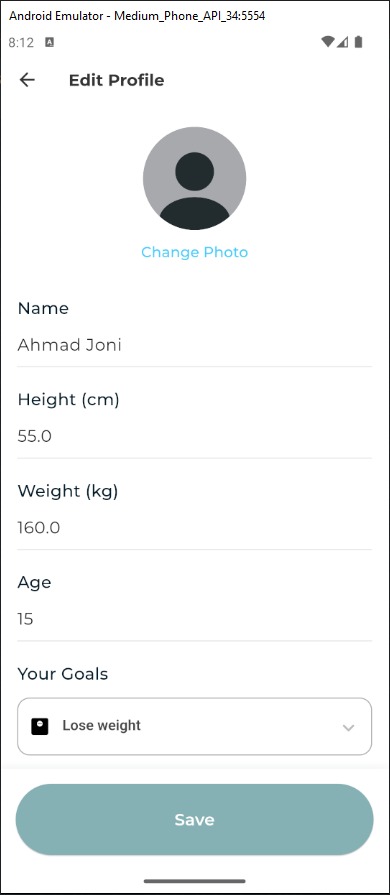 Android Emulator - Medium_Phone_API_34:5554
8:12 A
Edit Profile
Change Photo
Name
Ahmad Joni
Height (cm)
55.0
Weight (kg)
160.0
Age
15
Your Goals
Lose weight
Save